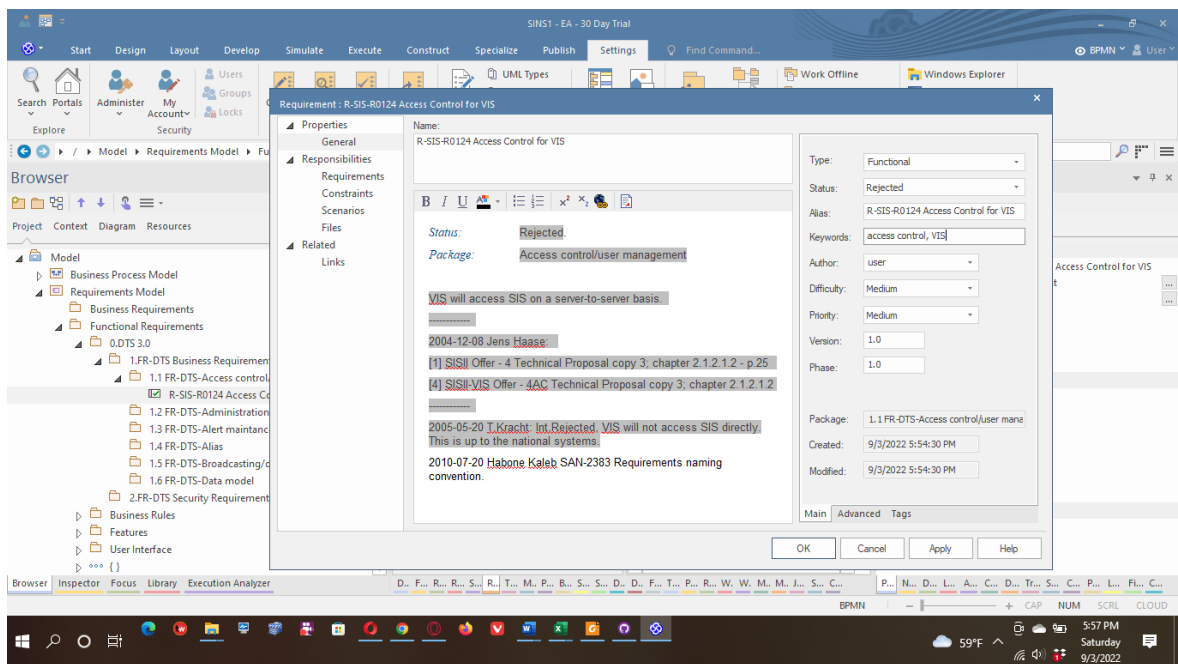 SINS1 - EA - 30 Day Trial
Start Design Layout Develop Simulate Execute Construct Specialize Publish Settings Find Command... BPMN User
Search Portals Administer My Account Users Groups Locks UML Types Work Offline Windows Explorer
Explore Security
Requirement : R-SIS-R0124 Access Control for VIS
/ Model Requirements Model Fu
Browser
Project Context Diagram Resources
Model
Business Process Model
Requirements Model
Business Requirements
Functional Requirements
0.DTS 3.0
1.FR-DTS Business Requiremen
1.1 FR-DTS-Access control/
R-SIS-R0124 Access Co
1.2 FR-DTS-Administration
1.3 FR-DTS-Alert maintanc
1.4 FR-DTS-Alias
1.5 FR-DTS-Broadcasting/c
1.6 FR-DTS-Data model
2.FR-DTS Security Requirement
Business Rules
Features
User Interface
{ }
Properties
General
Responsibilities
Requirements
Constraints
Scenarios
Files
Related
Links
Name:
R-SIS-R0124 Access Control for VIS
B I U A x² x₂
Status: Rejected.
Package: Access control/user management
VIS will access SIS on a server-to-server basis.
------------
2004-12-08 Jens Haase:
[1] SISII Offer - 4 Technical Proposal copy 3; chapter 2.1.2.1.2 - p.25
[4] SISII-VIS Offer - 4AC Technical Proposal copy 3; chapter 2.1.2.1.2
------------
2005-05-20 T.Kracht: Int.Rejected, VIS will not access SIS directly.
This is up to the national systems.
2010-07-20 Habone Kaleb SAN-2383 Requirements naming
convention.
Type: Functional
Status: Rejected
Alias: R-SIS-R0124 Access Control for VIS
Keywords: access control, VIS
Author: user
Difficulty: Medium
Priority: Medium
Version: 1.0
Phase: 1.0
Package: 1.1 FR-DTS-Access control/user mana
Created: 9/3/2022 5:54:30 PM
Modified: 9/3/2022 5:54:30 PM
Main Advanced Tags
OK Cancel Apply Help
Access Control for VIS
t
Browser Inspector Focus Library Execution Analyzer D.. F... R... R... S... R... T... M.. P... B... S... S... D.. D.. F... T... P... R... W. W. M.. M.. J... S... C... P... N... D... L... A... C... D... Tr... S... C... P... L... Fi... C...
BPMN - + CAP NUM SCRL CLOUD
59°F 5:57 PM
Saturday
9/3/2022